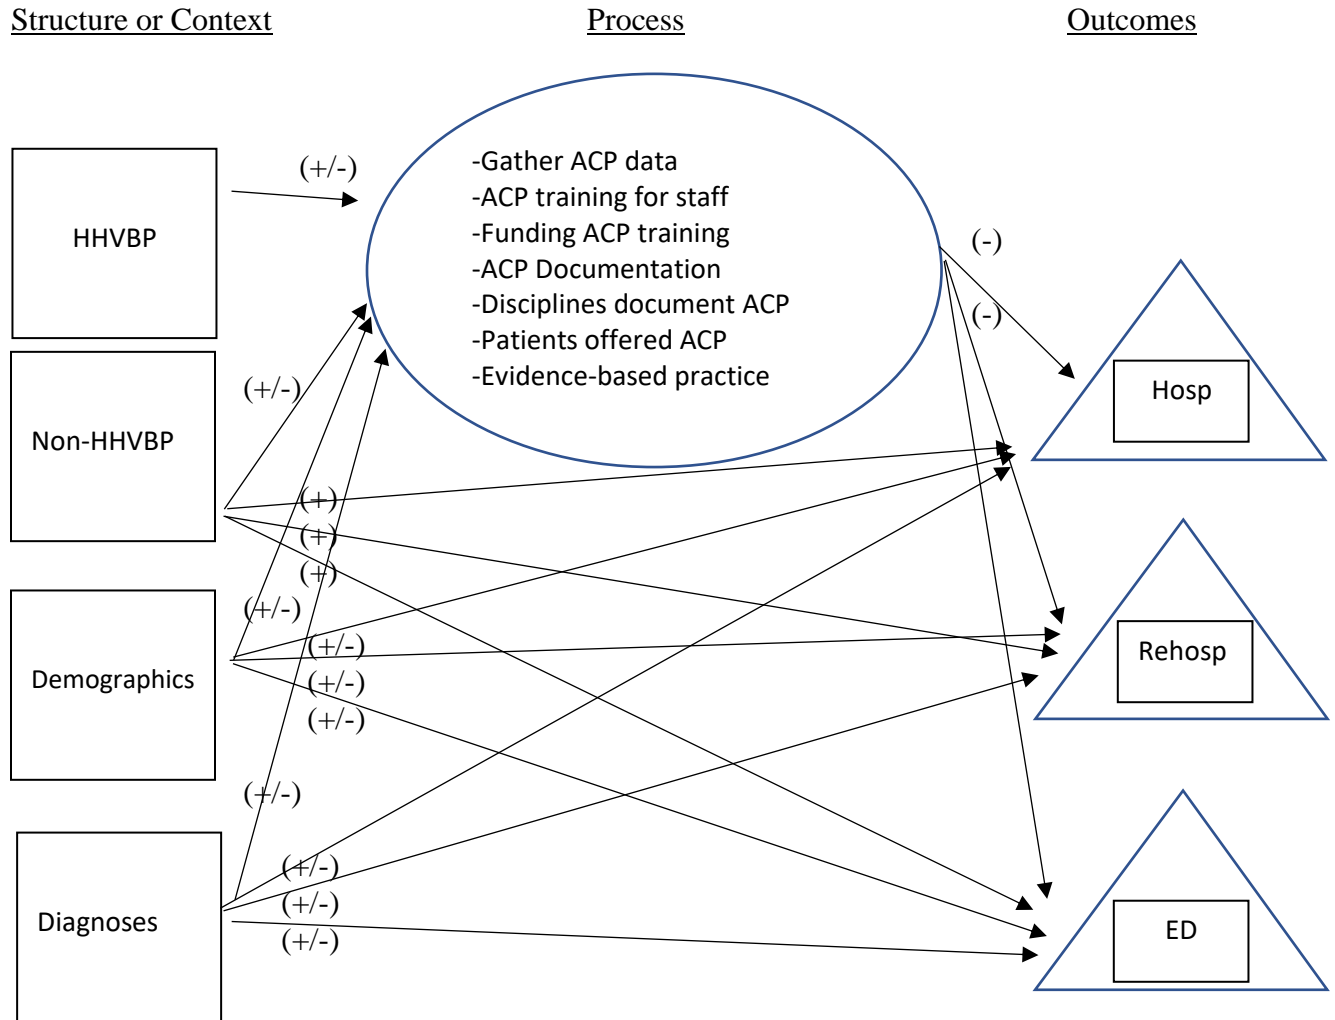 Structure or Context
Process
Outcomes
(+/-)
HHVBP
-Gather ACP data
-ACP training for staff
-Funding ACP training
-ACP Documentation
-Disciplines document ACP
-Patients offered ACP
-Evidence-based practice
(-)
(-)
Hosp
(+/-)
Non-HHVBP
(+)
(+)
(+)
(+/-)
(+/-)
(+/-)
(+/-)
Demographics
Rehosp
(+/-)
(+/-)
(+/-)
(+/-)
Diagnoses
ED